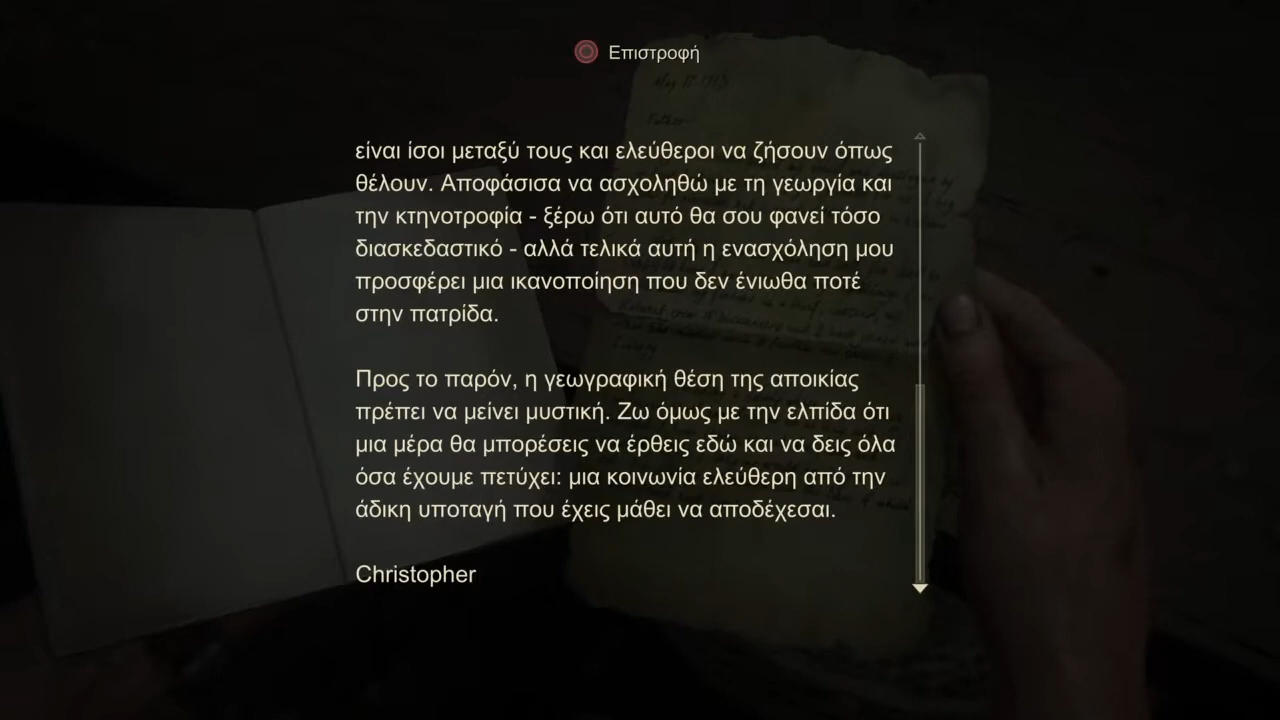 Επιστροφή
είναι ίσοι μεταξύ τους και ελεύθεροι να ζήσουν όπως
θέλουν. Αποφάσισα να ασχοληθώ με τη γεωργία και
την κτηνοτροφία - ξέρω ότι αυτό θα σου φανεί τόσο
διασκεδαστικό - αλλά τελικά αυτή η ενασχόληση μου
προσφέρει μια ικανοποίηση που δεν ένιωθα ποτέ
στην πατρίδα.
Προς το παρόν, η γεωγραφική θέση της αποικίας
πρέπει να μείνει μυστική. Ζω όμως με την ελπίδα ότι
μια μέρα θα μπορέσεις να έρθεις εδώ και να δεις όλα
όσα έχουμε πετύχει: μια κοινωνία ελεύθερη από την
άδικη υποταγή που έχεις μάθει να αποδέχεσαι.
Christopher